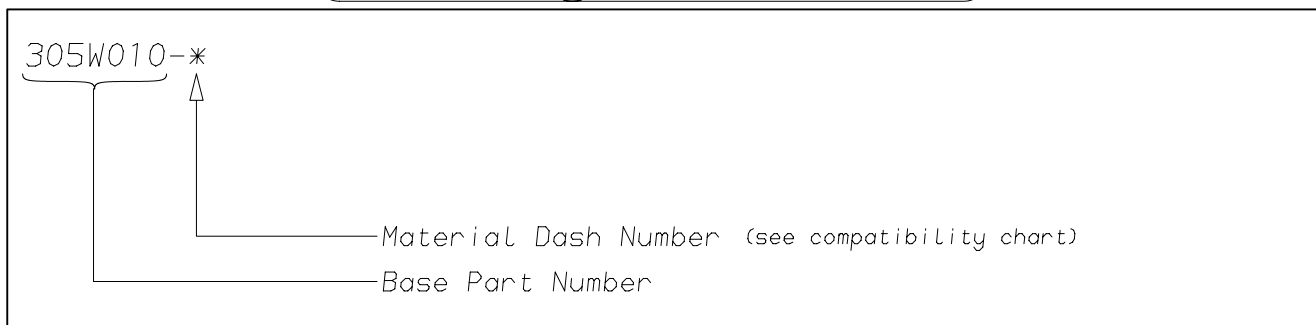 305W010-*
Material Dash Number (see compatibility chart)
Base Part Number